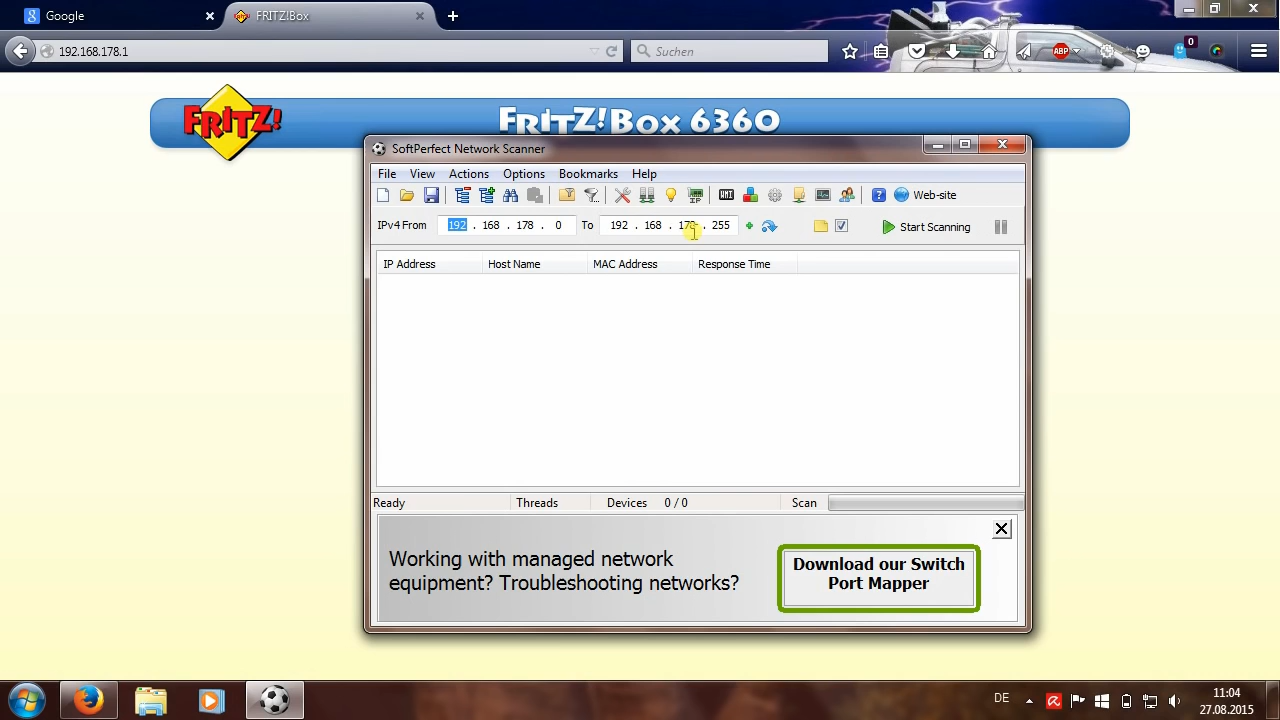 Google
FRITZ!Box
192.168.178.1
Suchen
ABP
0
FRITZ!
FRITZ!Box 6360
SoftPerfect Network Scanner
File View Actions Options Bookmarks Help
Web-site
IPv4 From 192 . 168 . 178 . 0 To 192 . 168 . 178 . 255 Start Scanning
IP Address Host Name MAC Address Response Time
Ready Threads Devices 0 / 0 Scan
Working with managed network
equipment? Troubleshooting networks?
Download our Switch
Port Mapper
DE
11:04
27.08.2015